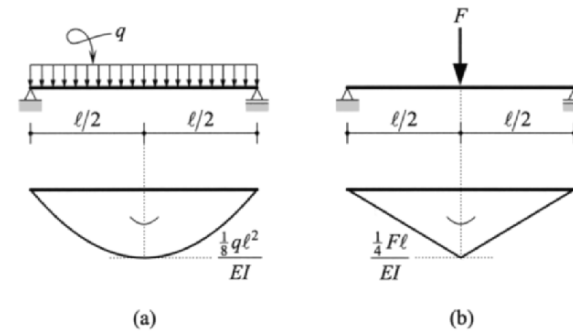 q
F
ℓ/2 ℓ/2 ℓ/2 ℓ/2
1/8 qℓ²
EI
1/4 Fℓ
EI
(a) (b)